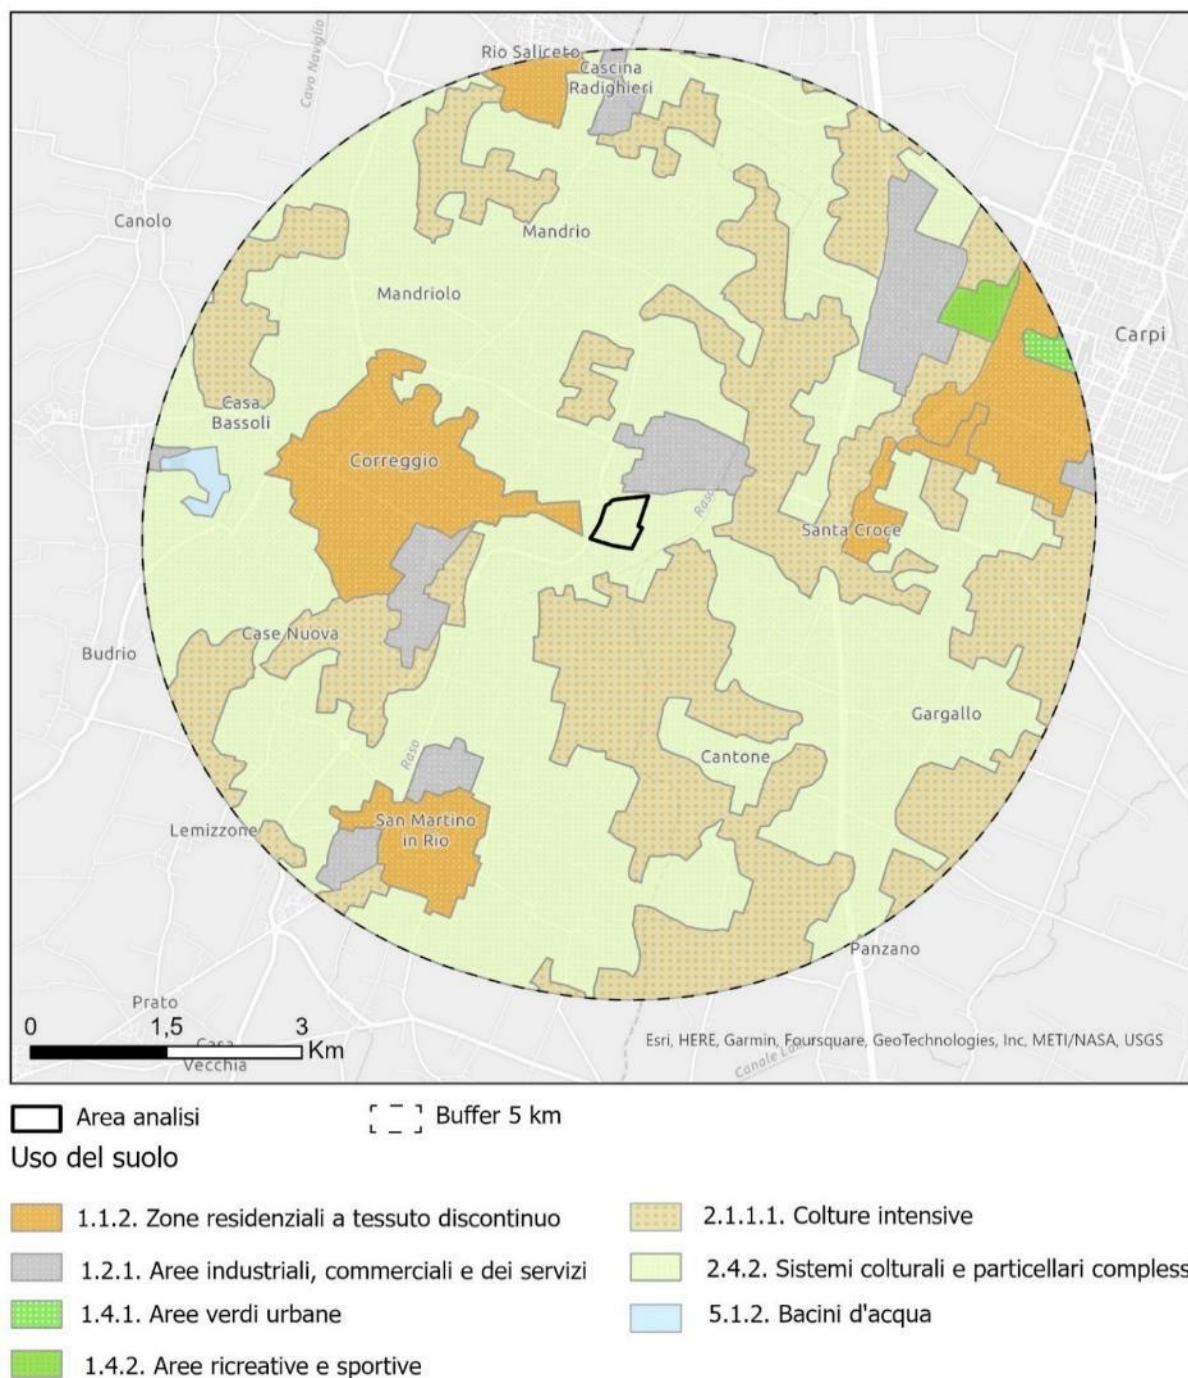 Rio Saliceto
Cascina
Radighieri
Cavo Naviglio
Canolo
Mandrio
Mandriolo
Carpi
Casa
Bassoli
Correggio
Raso
Santa Croce
Case Nuova
Budrio
Gargallo
Raso
Cantone
San Martino
in Rio
Lemizzone
Panzano
Prato
0 1,5 3
Km
Casa
Vecchia
Esri, HERE, Garmin, Foursquare, GeoTechnologies, Inc, METI/NASA, USGS
Canale
Area analisi
Buffer 5 km
Uso del suolo
1.1.2. Zone residenziali a tessuto discontinuo
1.2.1. Aree industriali, commerciali e dei servizi
1.4.1. Aree verdi urbane
1.4.2. Aree ricreative e sportive
2.1.1.1. Colture intensive
2.4.2. Sistemi colturali e particellari compless
5.1.2. Bacini d'acqua